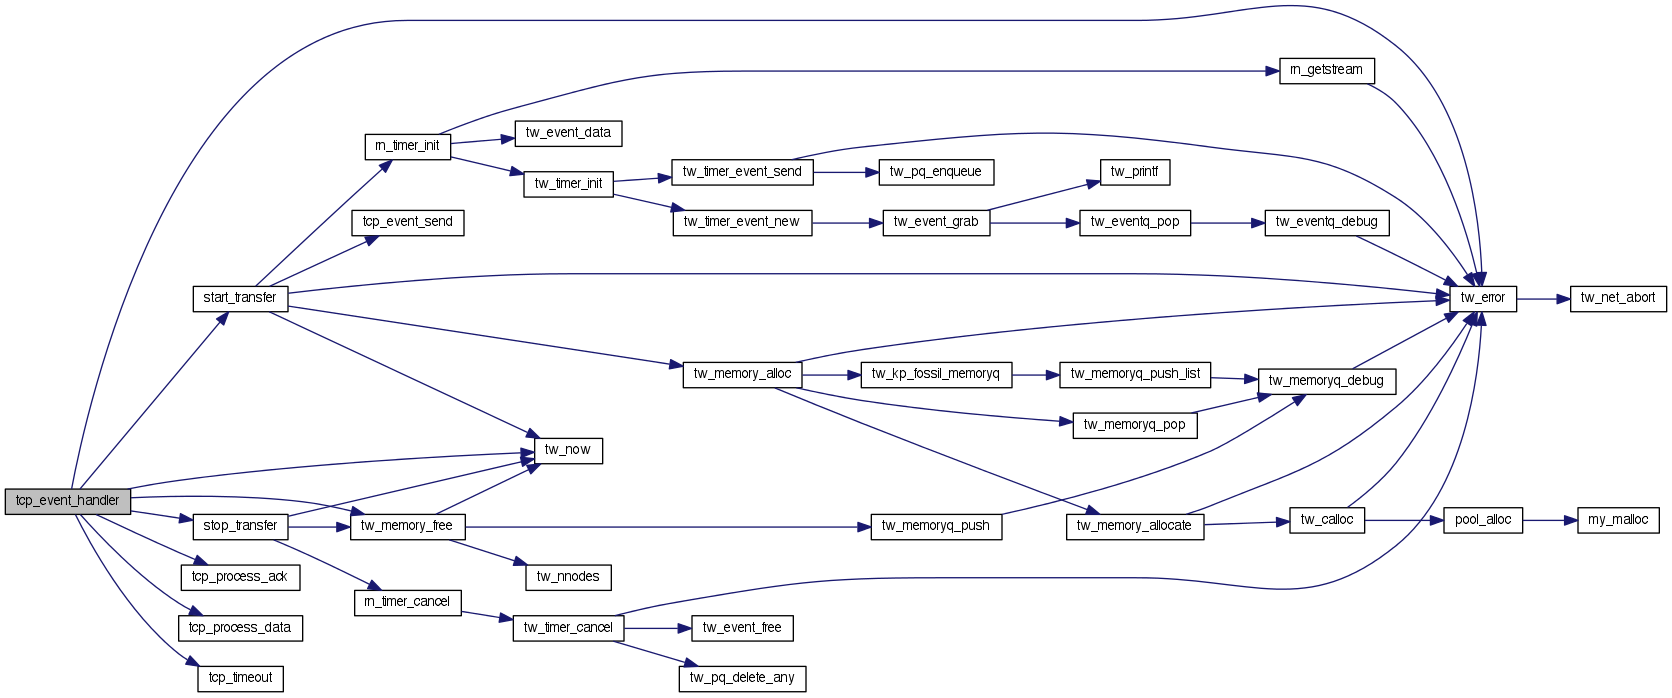 rn_getstream
tw_event_data
rn_timer_init
tw_timer_event_send
tw_pq_enqueue
tw_printf
tw_timer_init
tcp_event_send
tw_timer_event_new
tw_event_grab
tw_eventq_pop
tw_eventq_debug
start_transfer
tw_error
tw_net_abort
tw_memory_alloc
tw_kp_fossil_memoryq
tw_memoryq_push_list
tw_memoryq_debug
tw_memoryq_pop
tw_now
tcp_event_handler
stop_transfer
tw_memory_free
tw_memoryq_push
tw_memory_allocate
tw_calloc
pool_alloc
my_malloc
tcp_process_ack
tw_nnodes
rn_timer_cancel
tcp_process_data
tw_timer_cancel
tw_event_free
tcp_timeout
tw_pq_delete_any